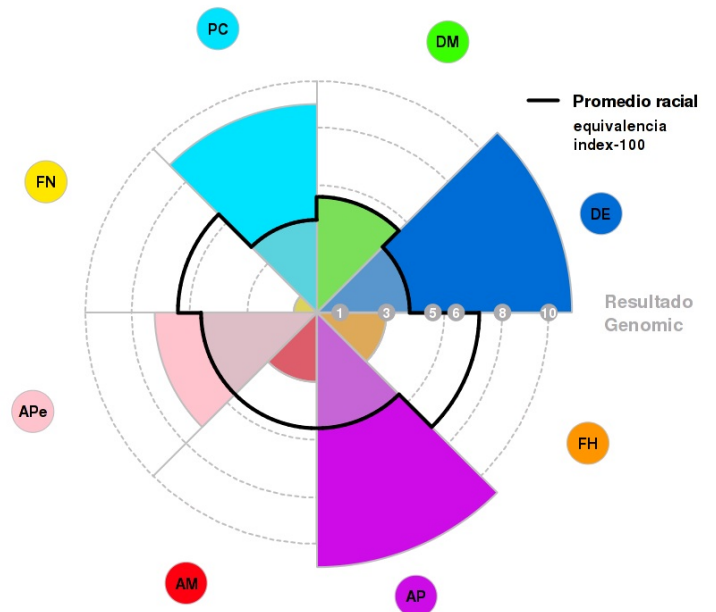 PC
DM
Promedio racial
equivalencia
index-100
FN
DE
Resultado
Genomic
1
3
5
6
8
10
APe
FH
AM
AP